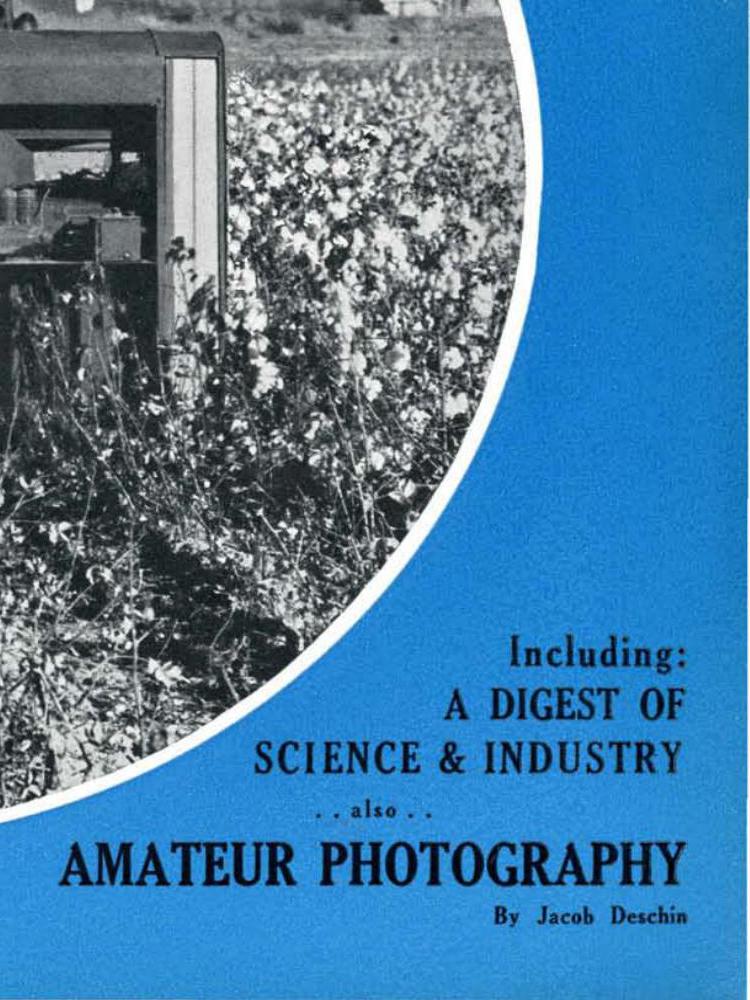 Including:
A DIGEST OF
SCIENCE & INDUSTRY
. . also . .
AMATEUR PHOTOGRAPHY
By Jacob Deschin